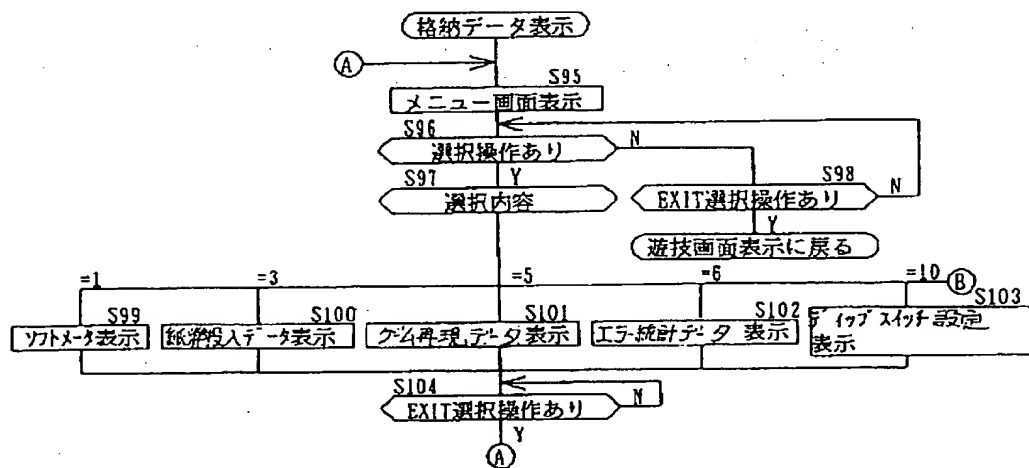 格納データ表示
A
S95
メニュー画面表示
S96
選択操作あり
N
Y
S97
選択内容
S98
EXIT選択操作あり
N
Y
遊技画面表示に戻る
=1
=3
=5
=6
=10
B
S99
ソフトメータ表示
S100
紙幣投入データ表示
S101
ゲーム再現データ表示
S102
エラー統計データ表示
S103
ディップスイッチ設定
表示
S104
EXIT選択操作あり
N
Y
A